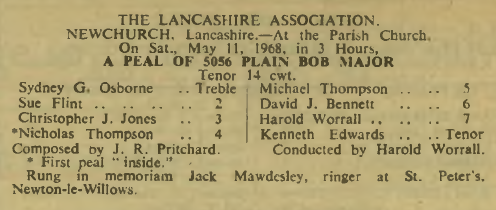 THE LANCASHIRE ASSOCIATION.
NEWCHURCH, Lancashire.—At the Parish Church.
On Sat., May 11, 1968, in 3 Hours,
A PEAL OF 5056 PLAIN BOB MAJOR
Tenor 14 cwt.
Sydney G. Osborne .. Treble
Sue Flint .. .. .. .. 2
Christopher J. Jones .. 3
*Nicholas Thompson .. 4
Michael Thompson .. .. 5
David J. Bennett .. .. 6
Harold Worrall .. .. .. 7
Kenneth Edwards .. .. Tenor
Composed by J. R. Pritchard. Conducted by Harold Worrall.
* First peal "inside."
Rung in memoriam Jack Mawdesley, ringer at St. Peter's,
Newton-le-Willows.